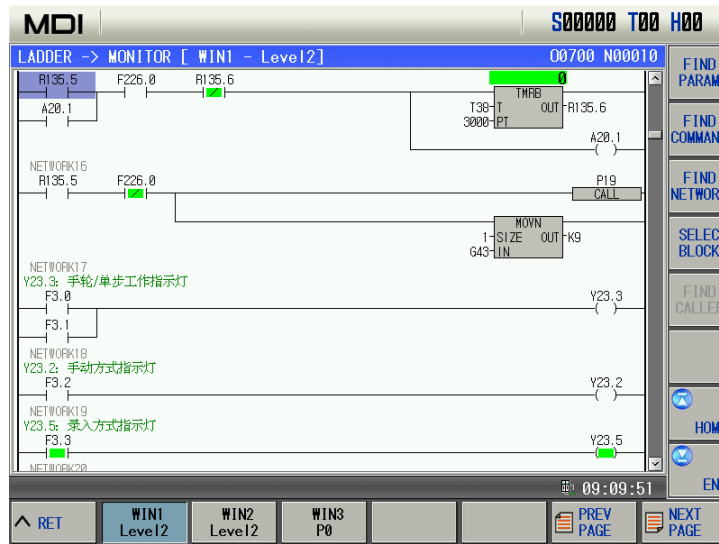 MDI
S00000 T00 H00
LADDER -> MONITOR [ WIN1 - Level2]
O0700 N00010
R135.5 F226.0 R135.6
0
TMRB
T38 T OUT R135.6
3000 PT
A20.1
A20.1
NETWORK16
R135.5 F226.0
P19
CALL
MOVN
1 SIZE OUT K9
G43 IN
NETWORK17
Y23.3: 手轮/单步工作指示灯
F3.0
Y23.3
F3.1
NETWORK18
Y23.2: 手动方式指示灯
F3.2
Y23.2
NETWORK19
Y23.5: 录入方式指示灯
F3.3
Y23.5
NETWORK20
09:09:51
FIND
PARAM
FIND
COMMAN
FIND
NETWOR
SELEC
BLOCK
FIND
CALLE
HOM
EN
RET
WIN1
Level2
WIN2
Level2
WIN3
P0
PREV
PAGE
NEXT
PAGE